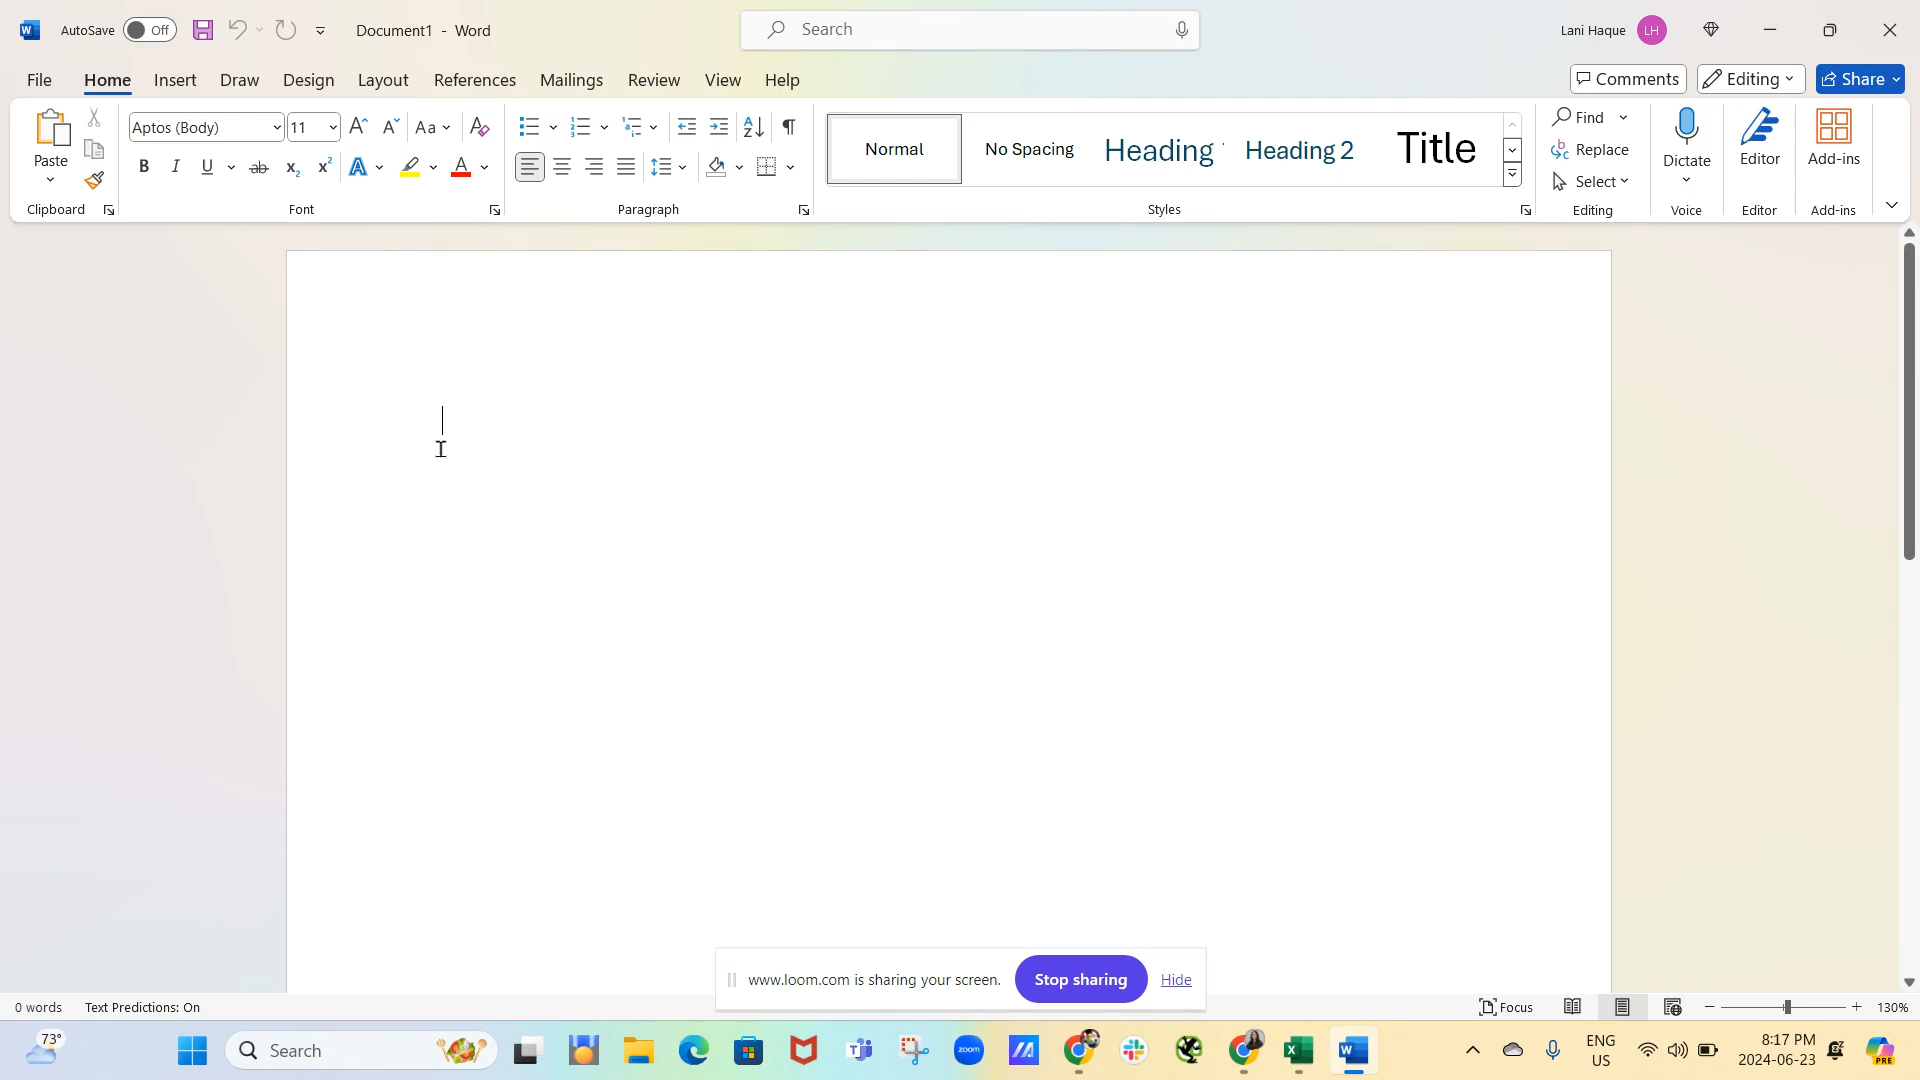 AutoSave Off Document1 - Word Search Lani Haque LH
File Home Insert Draw Design Layout References Mailings Review View Help Comments Editing Share
Paste Aptos (Body) 11 Aa Normal No Spacing Heading Heading 2 Title Find Replace Select Dictate Editor Add-ins
Clipboard Font Paragraph Styles Editing Voice Editor Add-ins
www.loom.com is sharing your screen. Stop sharing Hide
0 words Text Predictions: On Focus 130%
73° Search zoom ENG 8:17 PM
US 2024-06-23 PRE